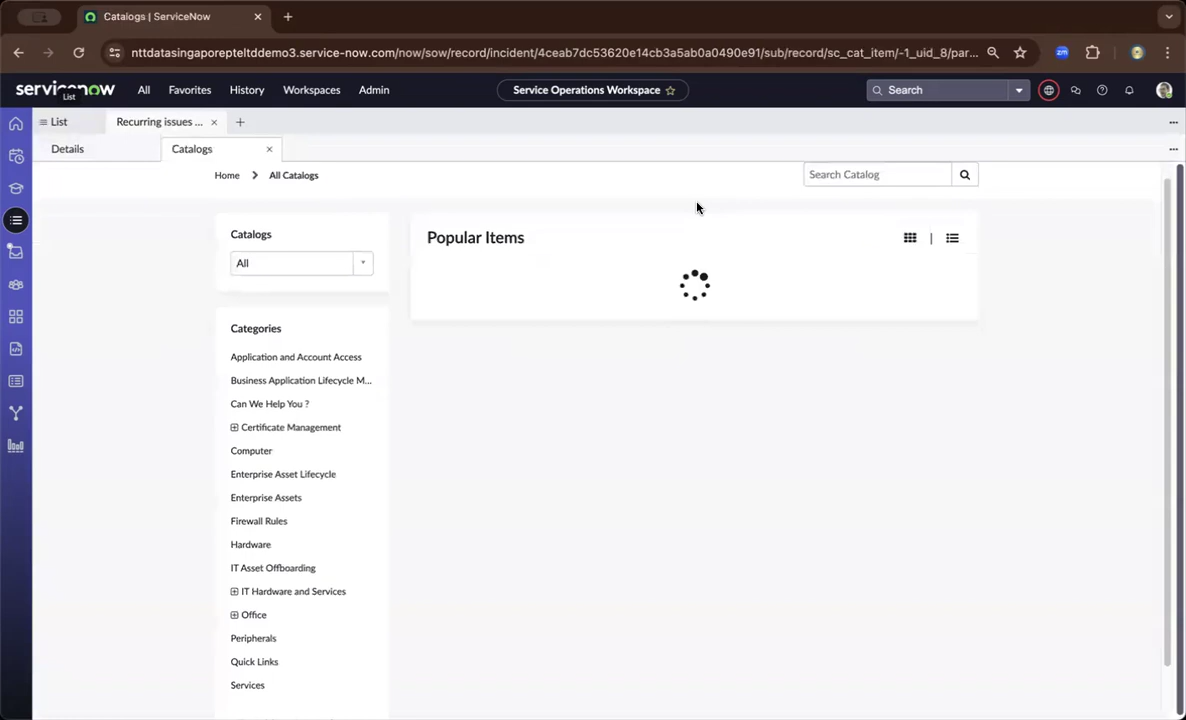 Catalogs | ServiceNow
nttdatasingaporepteltddemo3.service-now.com/now/sow/record/incident/4ceab7dc53620e14cb3a5ab0a0490e91/sub/record/sc_cat_item/-1_uid_8/par...
zm
servicenow
All
Favorites
History
Workspaces
Admin
Service Operations Workspace
Search
List
List
Recurring issues ...
Details
Catalogs
Home
All Catalogs
Search Catalog
Catalogs
All
Popular Items
Categories
Application and Account Access
Business Application Lifecycle M...
Can We Help You ?
Certificate Management
Computer
Enterprise Asset Lifecycle
Enterprise Assets
Firewall Rules
Hardware
IT Asset Offboarding
IT Hardware and Services
Office
Peripherals
Quick Links
Services